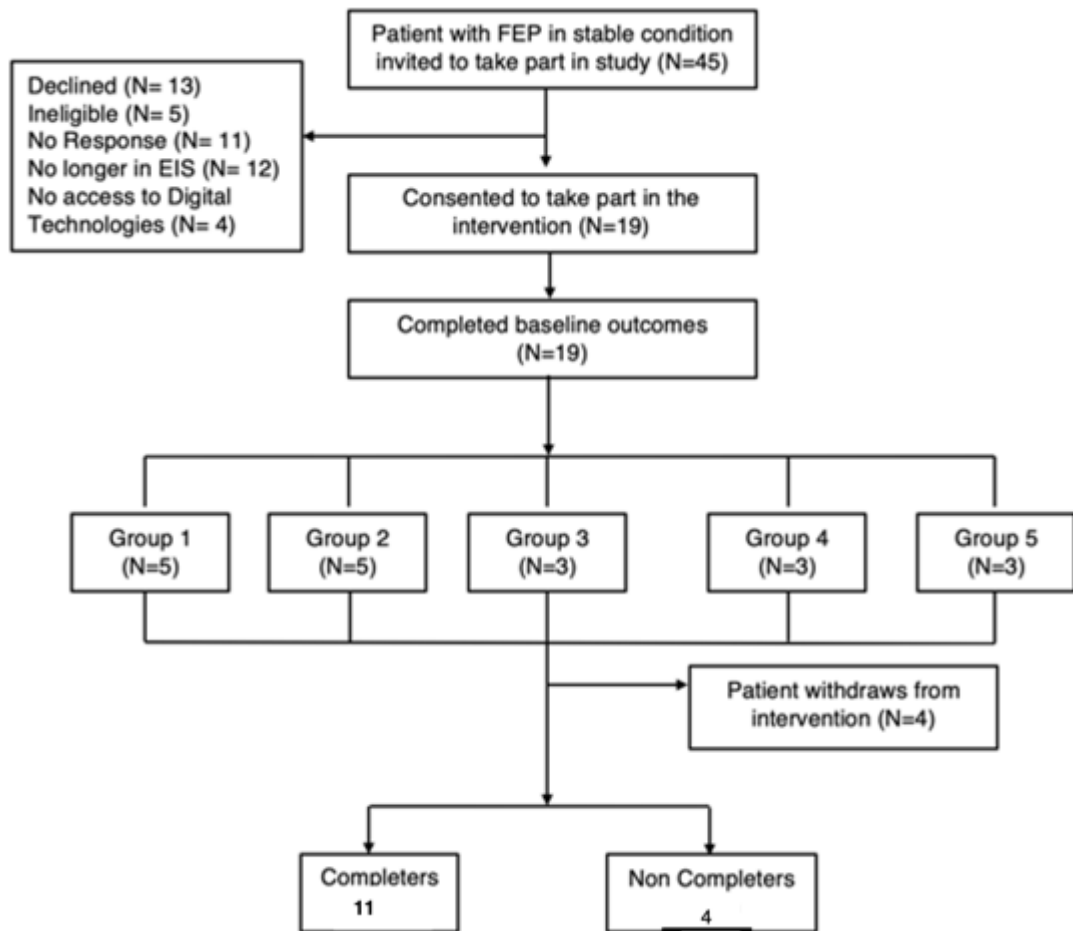 Patient with FEP in stable condition
invited to take part in study (N=45)
Declined (N= 13)
Ineligible (N= 5)
No Response (N= 11)
No longer in EIS (N= 12)
No access to Digital
Technologies (N= 4)
Consented to take part in the
intervention (N=19)
Completed baseline outcomes
(N=19)
Group 1
(N=5)
Group 2
(N=5)
Group 3
(N=3)
Group 4
(N=3)
Group 5
(N=3)
Patient withdraws from
intervention (N=4)
Completers
11
Non Completers
4